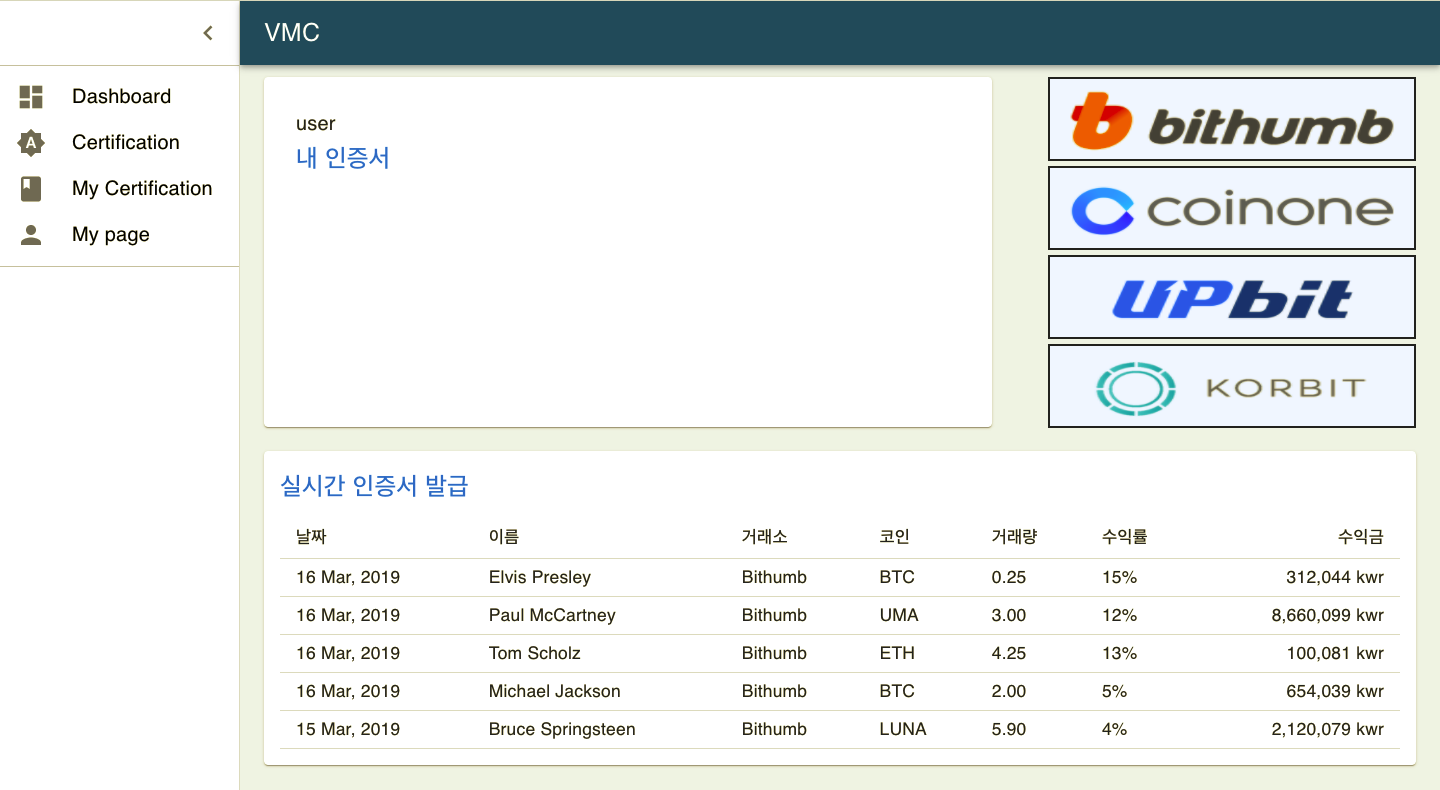 VMC
Dashboard
Certification
My Certification
My page
user
내 인증서
bithumb
coinone
UPbit
KORBIT
실시간 인증서 발급
날짜 이름 거래소 코인 거래량 수익률 수익금
16 Mar, 2019 Elvis Presley Bithumb BTC 0.25 15% 312,044 kwr
16 Mar, 2019 Paul McCartney Bithumb UMA 3.00 12% 8,660,099 kwr
16 Mar, 2019 Tom Scholz Bithumb ETH 4.25 13% 100,081 kwr
16 Mar, 2019 Michael Jackson Bithumb BTC 2.00 5% 654,039 kwr
15 Mar, 2019 Bruce Springsteen Bithumb LUNA 5.90 4% 2,120,079 kwr